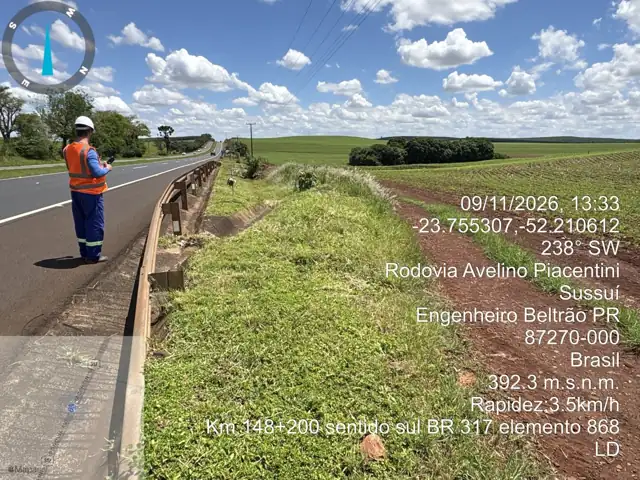 09/11/2026, 13:33
-23.755307,-52.210612
238° SW
Rodovia Avelino Piacentini
Sussuí
Engenheiro Beltrão PR
87270-000
Brasil
392.3 m.s.n.m.
Rapidez:3.5km/h
Km 148+200 sentido sul BR 317 elemento 868
LD